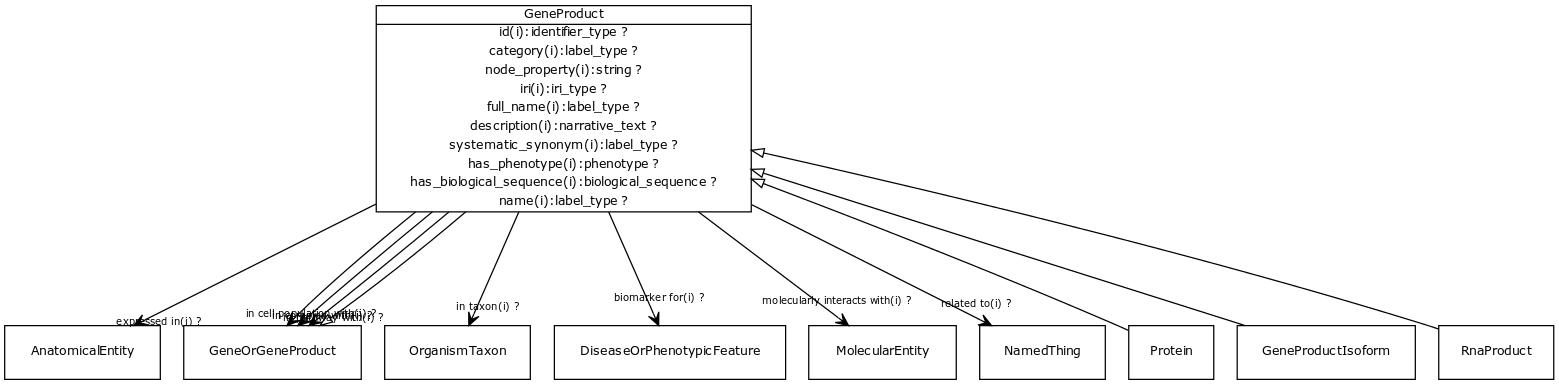 GeneProduct
id(i):identifier_type ?
category(i):label_type ?
node_property(i):string ?
iri(i):iri_type ?
full_name(i):label_type ?
description(i):narrative_text ?
systematic_synonym(i):label_type ?
has_phenotype(i):phenotype ?
has_biological_sequence(i):biological_sequence ?
name(i):label_type ?
biomarker for(i) ?
molecularly interacts with(i) ?
related to(i) ?
in taxon(i) ?
in cell population with(i) ?
expressed in(i) ?
with(i) ?
AnatomicalEntity
GeneOrGeneProduct
OrganismTaxon
DiseaseOrPhenotypicFeature
MolecularEntity
NamedThing
Protein
GeneProductIsoform
RnaProduct